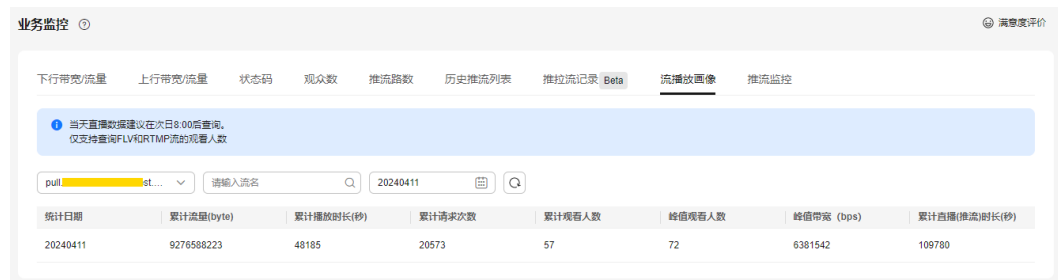 业务监控
满意度评价
下行带宽/流量 上行带宽/流量 状态码 观众数 推流路数 历史推流列表 推拉流记录 Beta 流播放画像 推流监控
当天直播数据建议在次日8:00后查询。
仅支持查询FLV和RTMP流的观看人数
pull. st.... 请输入流名 20240411
统计日期 累计流量(byte) 累计播放时长(秒) 累计请求次数 累计观看人数 峰值观看人数 峰值带宽 (bps) 累计直播(推流)时长(秒)
20240411 9276588223 48185 20573 57 72 6381542 109780